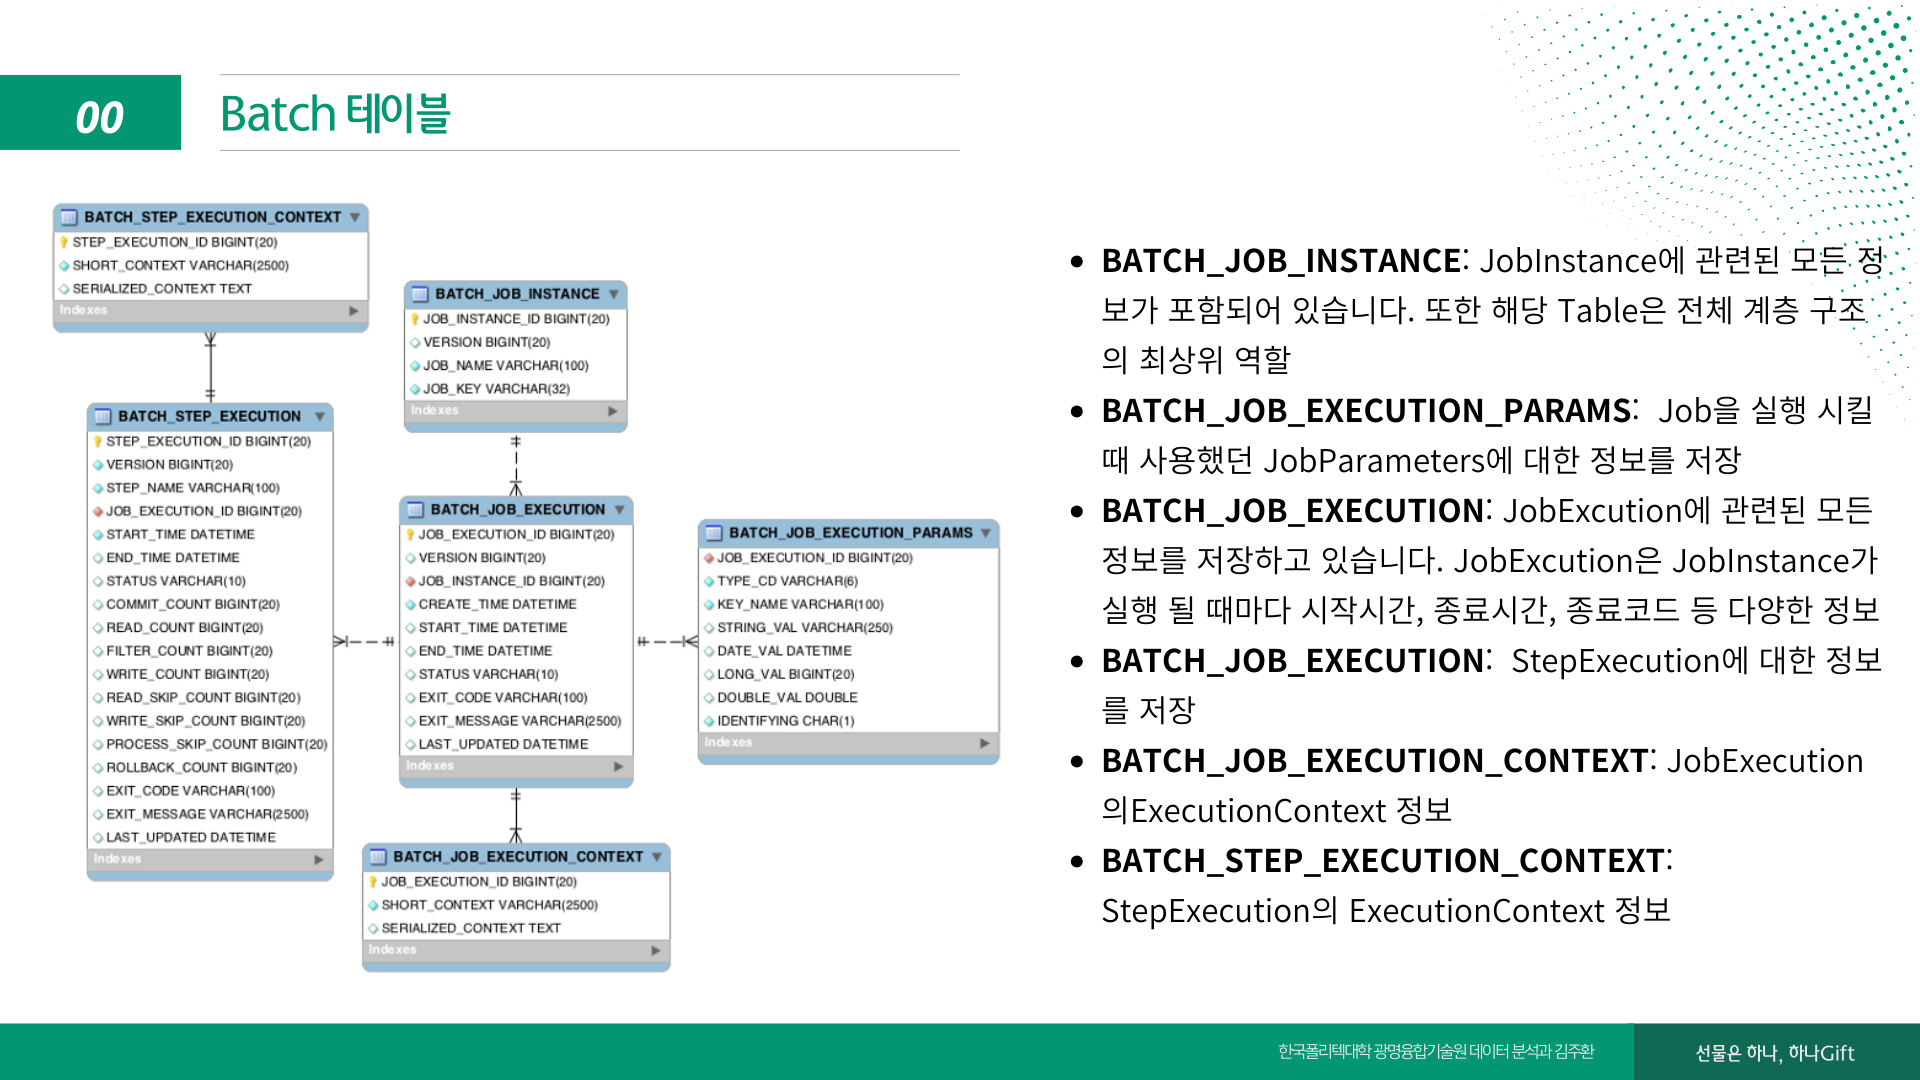 00
Batch 테이블
BATCH_STEP_EXECUTION_CONTEXT
STEP_EXECUTION_ID BIGINT(20)
SHORT_CONTEXT VARCHAR(2500)
SERIALIZED_CONTEXT TEXT
Indexes
BATCH_STEP_EXECUTION
STEP_EXECUTION_ID BIGINT(20)
VERSION BIGINT(20)
STEP_NAME VARCHAR(100)
JOB_EXECUTION_ID BIGINT(20)
START_TIME DATETIME
END_TIME DATETIME
STATUS VARCHAR(10)
COMMIT_COUNT BIGINT(20)
READ_COUNT BIGINT(20)
FILTER_COUNT BIGINT(20)
WRITE_COUNT BIGINT(20)
READ_SKIP_COUNT BIGINT(20)
WRITE_SKIP_COUNT BIGINT(20)
PROCESS_SKIP_COUNT BIGINT(20)
ROLLBACK_COUNT BIGINT(20)
EXIT_CODE VARCHAR(100)
EXIT_MESSAGE VARCHAR(2500)
LAST_UPDATED DATETIME
Indexes
BATCH_JOB_INSTANCE
JOB_INSTANCE_ID BIGINT(20)
VERSION BIGINT(20)
JOB_NAME VARCHAR(100)
JOB_KEY VARCHAR(32)
Indexes
BATCH_JOB_EXECUTION
JOB_EXECUTION_ID BIGINT(20)
VERSION BIGINT(20)
JOB_INSTANCE_ID BIGINT(20)
CREATE_TIME DATETIME
START_TIME DATETIME
END_TIME DATETIME
STATUS VARCHAR(10)
EXIT_CODE VARCHAR(100)
EXIT_MESSAGE VARCHAR(2500)
LAST_UPDATED DATETIME
Indexes
BATCH_JOB_EXECUTION_PARAMS
JOB_EXECUTION_ID BIGINT(20)
TYPE_CD VARCHAR(6)
KEY_NAME VARCHAR(100)
STRING_VAL VARCHAR(250)
DATE_VAL DATETIME
LONG_VAL BIGINT(20)
DOUBLE_VAL DOUBLE
IDENTIFYING CHAR(1)
Indexes
BATCH_JOB_EXECUTION_CONTEXT
JOB_EXECUTION_ID BIGINT(20)
SHORT_CONTEXT VARCHAR(2500)
SERIALIZED_CONTEXT TEXT
Indexes
• BATCH_JOB_INSTANCE: JobInstance에 관련된 모든 정
보가 포함되어 있습니다. 또한 해당 Table은 전체 계층 구조
의 최상위 역할
• BATCH_JOB_EXECUTION_PARAMS: Job을 실행 시킬
때 사용했던 JobParameters에 대한 정보를 저장
• BATCH_JOB_EXECUTION: JobExcution에 관련된 모든
정보를 저장하고 있습니다. JobExcution은 JobInstance가
실행 될 때마다 시작시간, 종료시간, 종료코드 등 다양한 정보
• BATCH_JOB_EXECUTION: StepExecution에 대한 정보
를 저장
• BATCH_JOB_EXECUTION_CONTEXT: JobExecution
의ExecutionContext 정보
• BATCH_STEP_EXECUTION_CONTEXT:
StepExecution의 ExecutionContext 정보
한국폴리텍대학 광명융합기술원 데이터 분석과 김주환
선물은 하나, 하나Gift